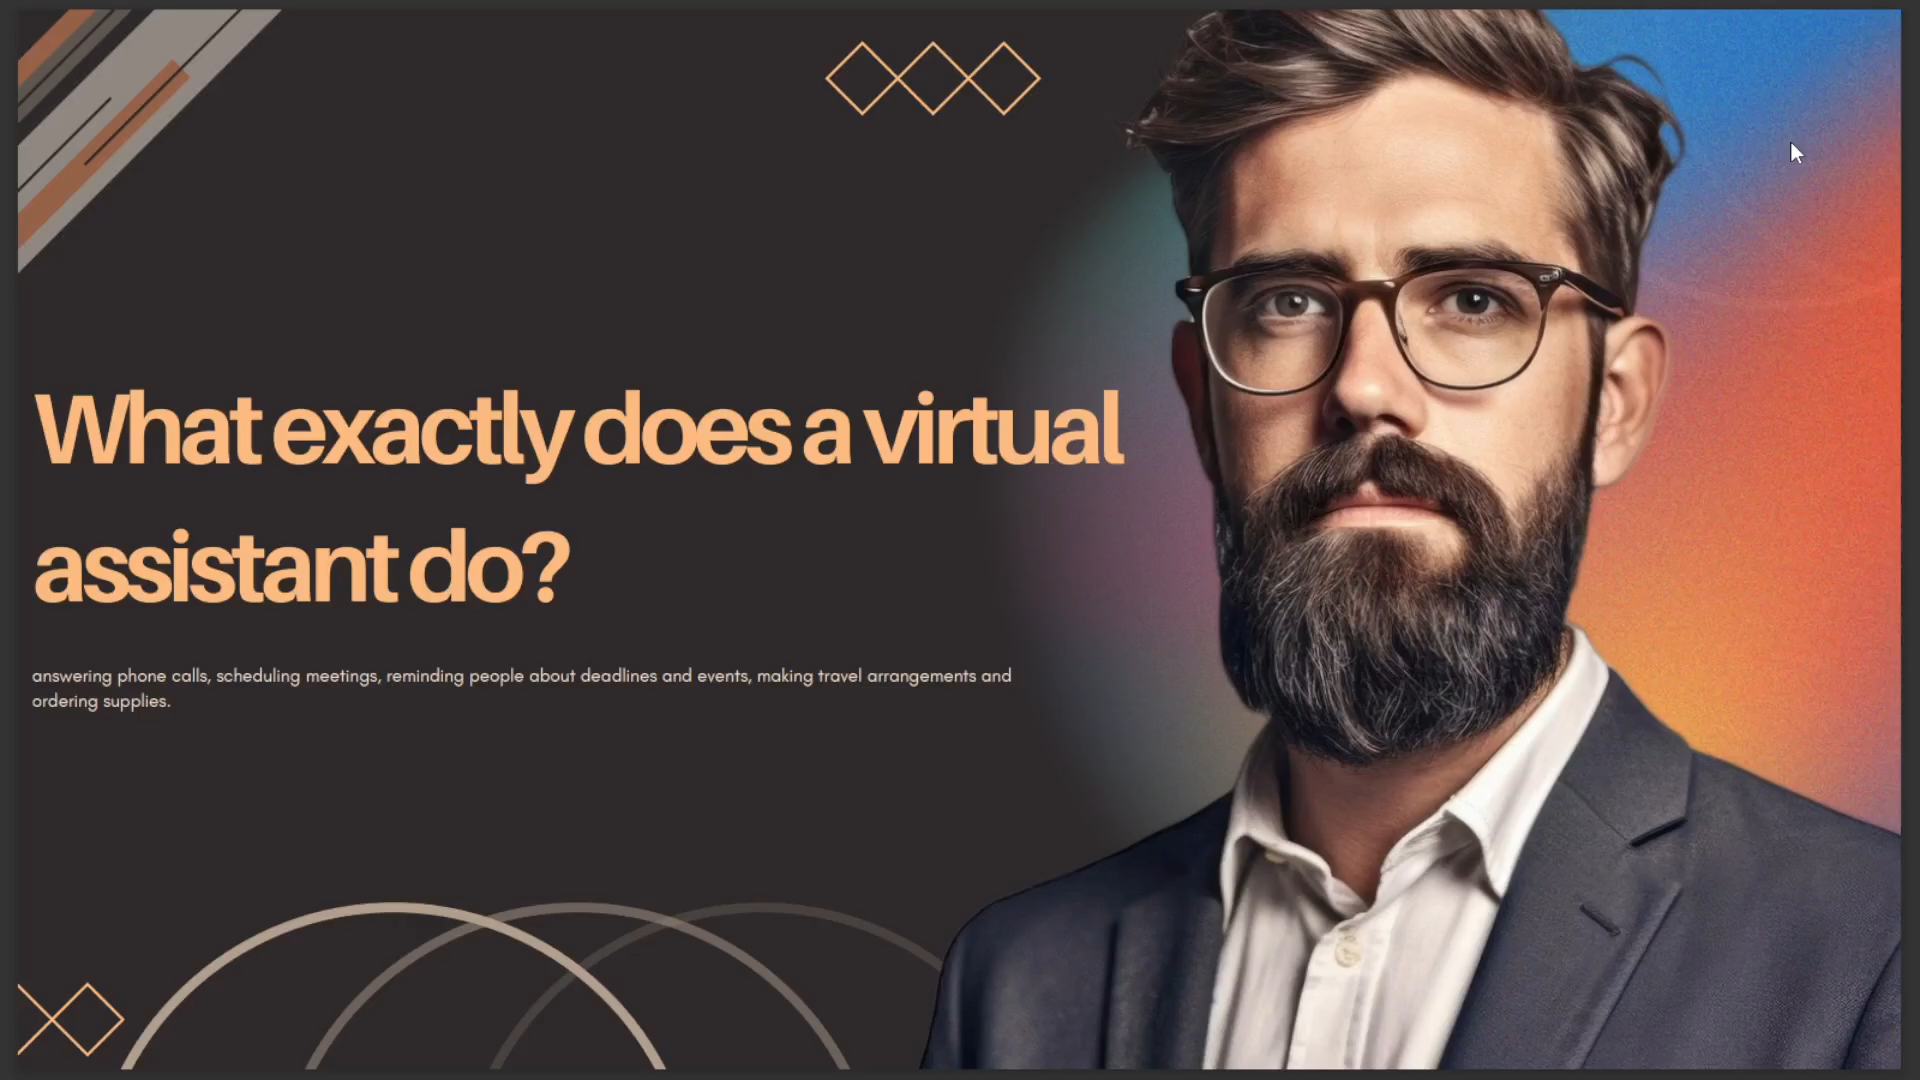 What exactly does a virtual
assistant do?
answering phone calls, scheduling meetings, reminding people about deadlines and events, making travel arrangements and
ordering supplies.